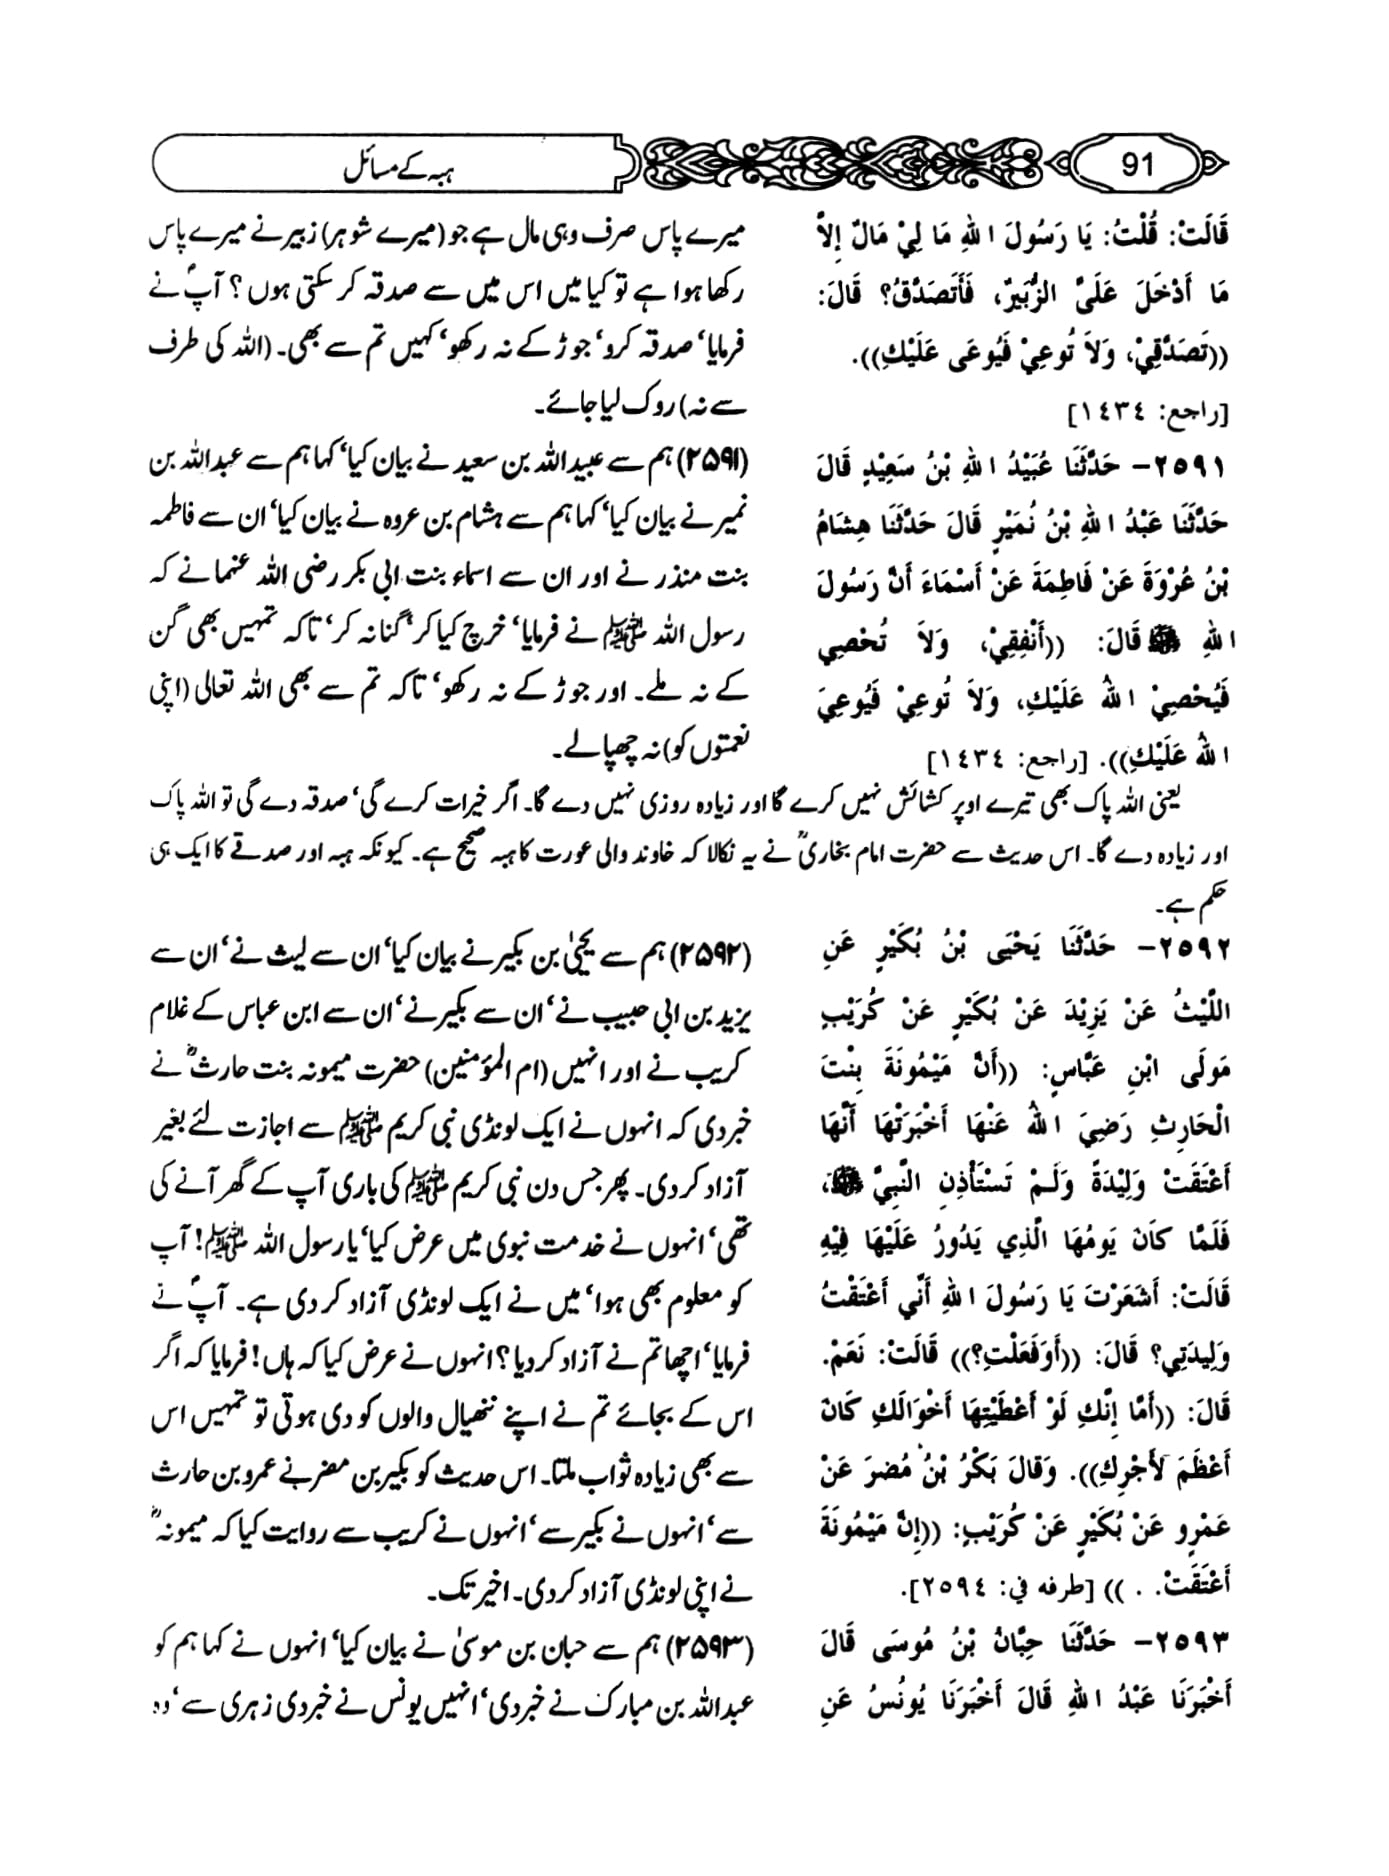 91
ہبہ کے مسائل
قَالَتْ: قُلْتُ: يَا رَسُولَ اللهِ مَا لِيْ مَالٌ إِلاَّ
مَا أَدْخَلَ عَلَيَّ الزُّبَيرُ، فَأَتَصَدَّقُ؟ قَالَ:
((تَصَدَّقِيْ، وَلاَ تُوعِيْ فَيُوعَى عَلَيْكِ)).
[راجع: ١٤٣٤]
٢٥٩١- حَدَّثَنَا عُبَيْدُ اللهِ بْنُ سَعِيْدٍ قَالَ
حَدَّثَنَا عَبْدُ اللهِ بْنُ نُمَيْرٍ قَالَ حَدَّثَنَا هِشَامُ
بْنُ عُرْوَةَ عَنْ فَاطِمَةَ عَنْ أَسْمَاءَ أَنَّ رَسُولَ
اللهِ ﷺ قَالَ: ((أَنْفِقِيْ، وَلاَ تُحْصِي
فَيُحْصِيْ اللهُ عَلَيْكِ، وَلاَ تُوعِيْ فَيُوعِيَ
اللهُ عَلَيْكِ)). [راجع: ١٤٣٤]
میرے پاس صرف وہی مال ہے جو (میرے شوہر) زبیر نے میرے پاس
رکھا ہوا ہے تو کیا میں اس میں سے صدقہ کر سکتی ہوں؟ آپؐ نے
فرمایا‘ صدقہ کرو‘ جوڑ کے نہ رکھو‘ کہیں تم سے بھی۔ (اللہ کی طرف
سے نہ) روک لیا جائے۔
(۲۵۹۱) ہم سے عبیداللہ بن سعید نے بیان کیا‘ کہا ہم سے عبداللہ بن
نمیر نے بیان کیا‘ کہا ہم سے ہشام بن عروہ نے بیان کیا‘ ان سے فاطمہ
بنت منذر نے اور ان سے اسماء بنت ابی بکر رضی اللہ عنہما نے کہ
رسول اللہ ﷺ نے فرمایا‘ خرچ کیا کر‘ گنا نہ کر‘ تاکہ تمہیں بھی گن
کے نہ ملے۔ اور جوڑ کے نہ رکھو‘ تاکہ تم سے بھی اللہ تعالی (اپنی
نعمتوں کو) نہ چھپا لے۔
یعنی اللہ پاک بھی تیرے اوپر کشائش نہیں کرے گا اور زیادہ روزی نہیں دے گا۔ اگر خیرات کرے گی‘ صدقہ دے گی تو اللہ پاک
اور زیادہ دے گا۔ اس حدیث سے حضرت امام بخاریؒ نے یہ نکالا کہ خاوند والی عورت کا ہبہ صحیح ہے۔ کیونکہ ہبہ اور صدقے کا ایک ہی
حکم ہے۔
٢٥٩٢- حَدَّثَنَا يَحْيَى بْنُ بُكَيْرٍ عَنِ
اللَّيْثُ عَنْ يَزِيْدَ عَنْ بُكَيْرٍ عَنْ كُرَيْبٍ
مَولَى ابْنِ عَبَّاسٍ: ((أَنَّ مَيْمُونَةَ بِنْتَ
الْحَارِثِ رَضِيَ اللهُ عَنْهَا أَخْبَرَتْهَا أَنَّهَا
أَعْتَقَتْ وَلِيْدَةً وَلَمْ تَسْتَأْذِنِ النَّبِيَّ ﷺ،
فَلَمَّا كَانَ يَومُهَا الَّذِي يَدُورُ عَلَيْهَا فِيْهِ
قَالَتْ: أَشَعَرْتَ يَا رَسُولَ اللهِ أَنِّي أَعْتَقْتُ
وَلِيدَتِي؟ قَالَ: ((أَوَفَعَلْتِ؟)) قَالَتْ: نَعَمْ.
قَالَ: ((أَمَّا إِنَّكِ لَوْ أَعْطَيْتِهَا أَخْوَالَكِ كَانَ
أَعْظَمَ لأَجْرِكِ)). وَقَالَ بَكْرُ بْنُ مُضَرَ عَنْ
عَمْرٍو عَنْ بُكَيْرٍ عَنْ كُرَيْبٍ: ((إِنَّ مَيْمُونَةَ
أَعْتَقَتْ. . )) [طرفه في: ٢٥٩٤].
٢٥٩٣- حَدَّثَنَا حِبَّانُ بْنُ مُوسَى قَالَ
أَخْبَرَنَا عَبْدُ اللهِ قَالَ أَخْبَرَنَا يُونُسُ عَنِ
(۲۵۹۲) ہم سے یحییٰ بن بکیر نے بیان کیا‘ ان سے لیث نے‘ ان سے
یزید بن ابی حبیب نے‘ ان سے بکیر نے‘ ان سے ابن عباس کے غلام
کریب نے اور انہیں (ام المؤمنین) حضرت میمونہ بنت حارثؓ نے
خبر دی کہ انہوں نے ایک لونڈی نبی کریم ﷺ سے اجازت لئے بغیر
آزاد کر دی۔ پھر جس دن نبی کریم ﷺ کی باری آپ کے گھر آنے کی
تھی‘ انہوں نے خدمت نبوی میں عرض کیا‘ یا رسول اللہ ﷺ! آپ
کو معلوم بھی ہوا‘ میں نے ایک لونڈی آزاد کر دی ہے۔ آپؐ نے
فرمایا‘ اچھا تم نے آزاد کر دیا؟ انہوں نے عرض کیا کہ ہاں! فرمایا کہ اگر
اس کے بجائے تم نے اپنے ننھیال والوں کو دی ہوتی تو تمہیں اس
سے بھی زیادہ ثواب ملتا۔ اس حدیث کو بکیر بن مضر نے عمرو بن حارث
سے‘ انہوں نے بکیر سے‘ انہوں نے کریب سے روایت کیا کہ میمونہؓ
نے اپنی لونڈی آزاد کر دی۔ اخیر تک۔
(۲۵۹۳) ہم سے حبان بن موسیٰ نے بیان کیا‘ انہوں نے کہا ہم کو
عبداللہ بن مبارک نے خبر دی‘ انہیں یونس نے خبر دی زہری سے‘ وہ